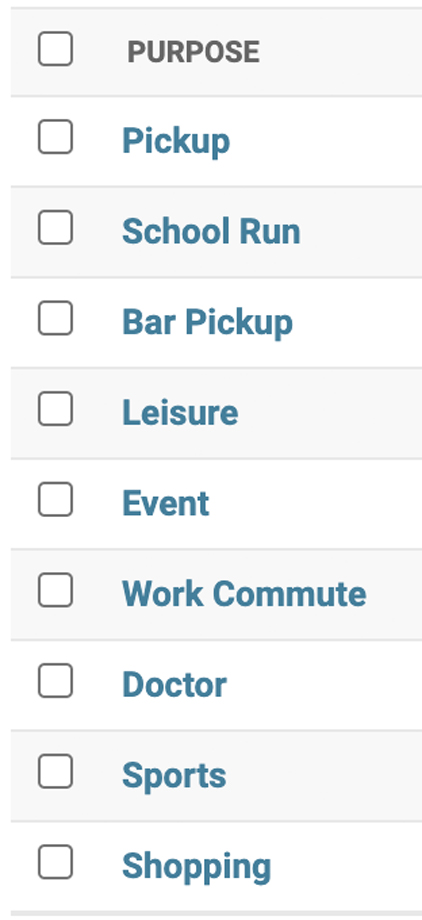 PURPOSE
Pickup
School Run
Bar Pickup
Leisure
Event
Work Commute
Doctor
Sports
Shopping